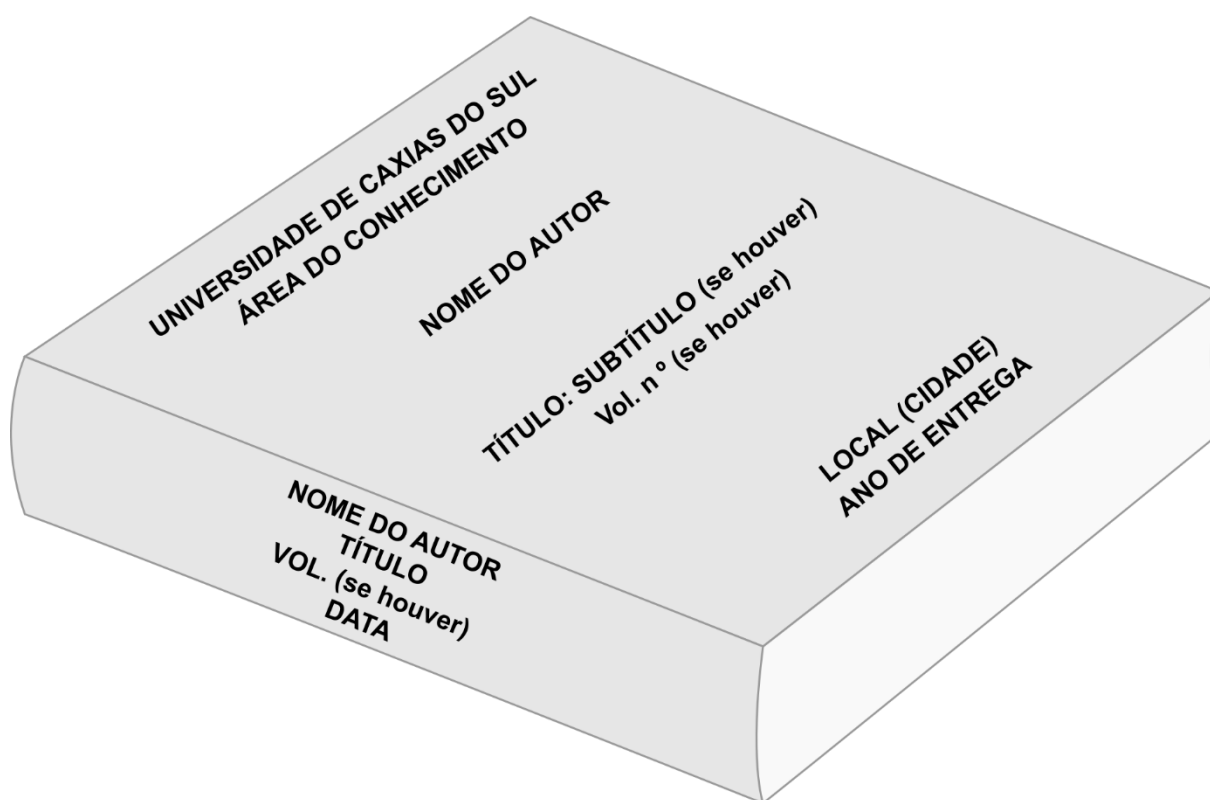 UNIVERSIDADE DE CAXIAS DO SUL
ÁREA DO CONHECIMENTO
NOME DO AUTOR
TÍTULO: SUBTÍTULO (se houver)
Vol. n º (se houver)
LOCAL (CIDADE)
ANO DE ENTREGA
NOME DO AUTOR
TÍTULO
VOL. (se houver)
DATA